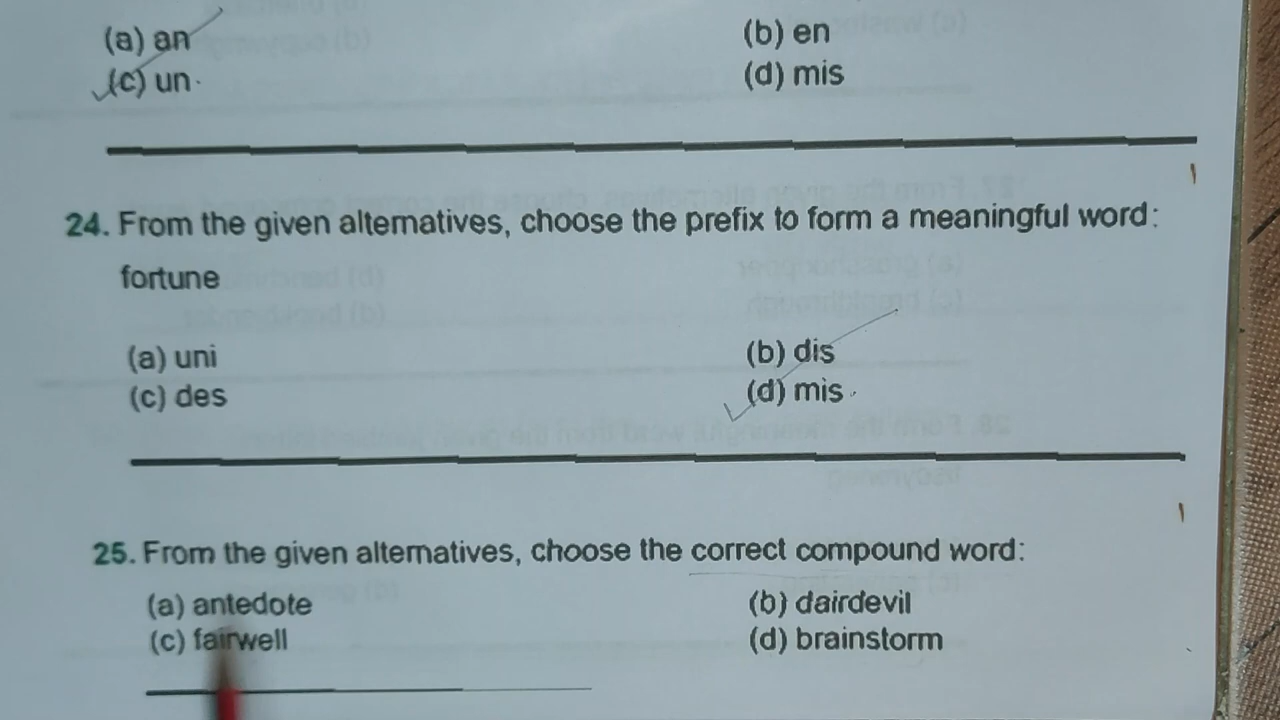 (a) an (b) en
(c) un (d) mis
24. From the given alternatives, choose the prefix to form a meaningful word:
fortune
(a) uni (b) dis
(c) des (d) mis
25. From the given alternatives, choose the correct compound word:
(a) antedote (b) dairdevil
(c) fairwell (d) brainstorm